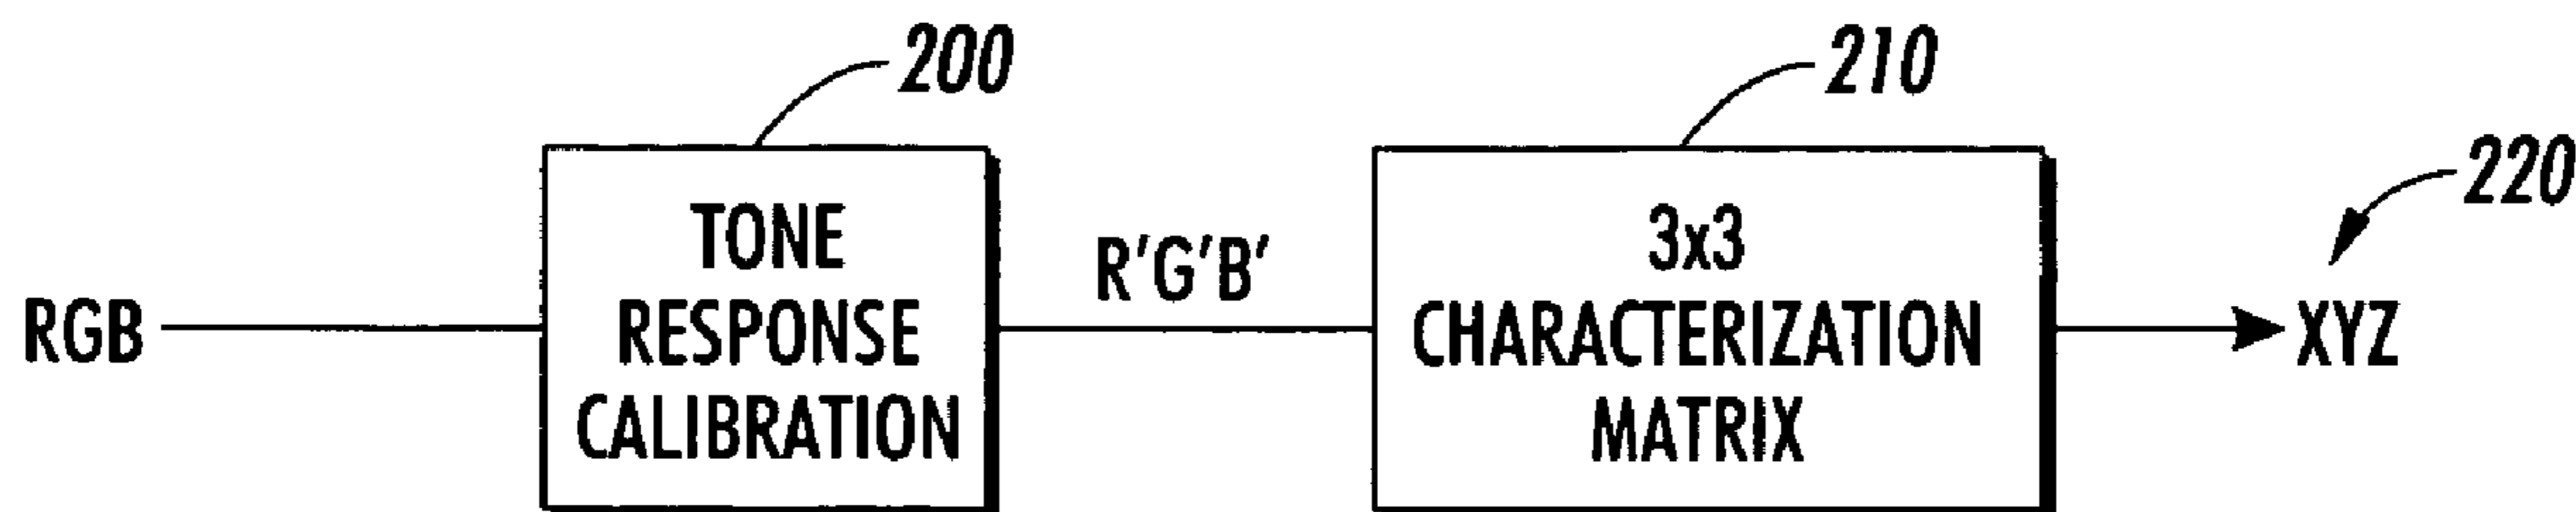 200
210
220
RGB
TONE
RESPONSE
CALIBRATION
R'G'B'
3x3
CHARACTERIZATION
MATRIX
XYZ